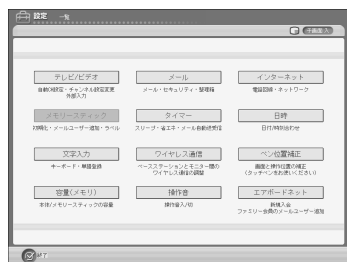 設定 一覧
子画面 入
テレビ/ビデオ
メール
インターネット
自動CH設定・チャンネル設定変更
外部入力
メール・セキュリティ・整理箱
電話回線・ネットワーク
メモリースティック
タイマー
日時
初期化・メールユーザー追加・ラベル
スリープ・省エネ・メール自動送受信
日付/時刻合わせ
文字入力
ワイヤレス通信
ペン位置補正
キーボード・単語登録
ベースステーションとモニター間の
ワイヤレス通信の調整
画面と操作位置の補正
(タッチペンをお使いください)
容量(メモリ)
操作音
エアボードネット
本体/メモリースティックの容量
操作音入/切
新規入会
ファミリー会員のメールユーザー追加
終了